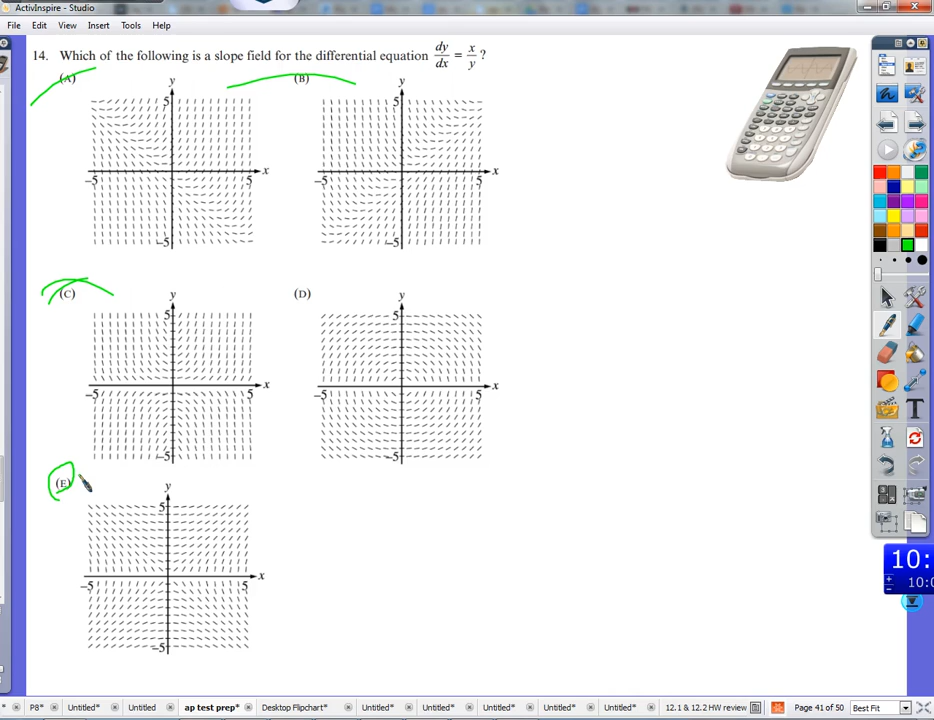 ActivInspire - Studio
File Edit View Insert Tools Help
14. Which of the following is a slope field for the differential equation dy/dx = x/y ?
(A) (B)
y y
5 5
-5 5 x -5 5 x
-5 -5
(C) (D)
y y
5 5
-5 5 x -5 5 x
-5 -5
(E)
y
5
-5 5 x
-5
T
10:
P8* Untitled* Untitled ap test prep* Desktop Flipchart* Untitled* Untitled* Untitled* Untitled* Untitled* 12.1 & 12.2 HW review Page 41 of 50 Best Fit